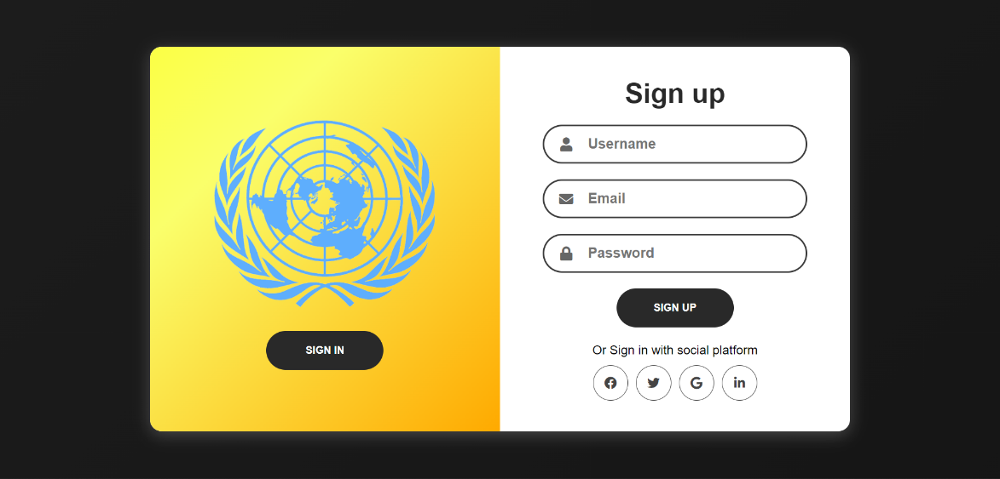 Sign up
Username
Email
Password
SIGN UP
SIGN IN
Or Sign in with social platform